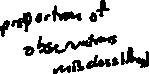 proportion of
observations
misclassified